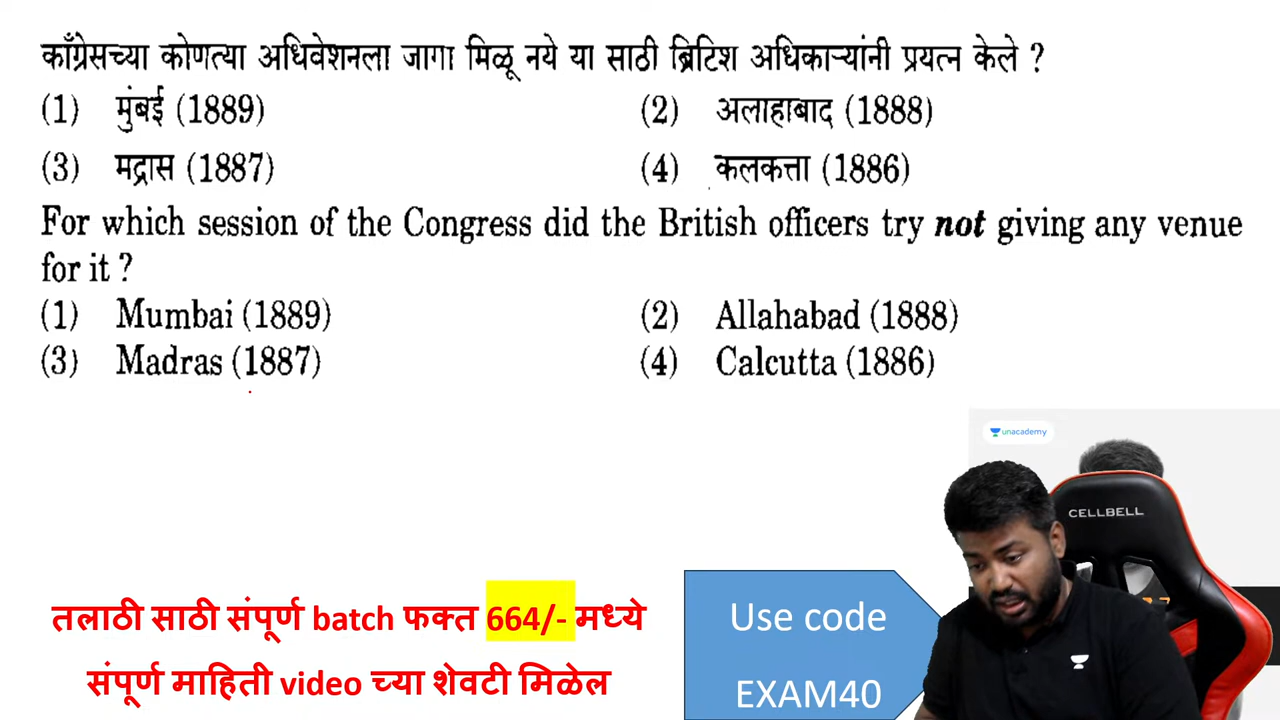 काँग्रेसच्या कोणत्या अधिवेशनला जागा मिळू नये या साठी ब्रिटिश अधिकाऱ्यांनी प्रयत्न केले ?
(1) मुंबई (1889) (2) अलाहाबाद (1888)
(3) मद्रास (1887) (4) कलकत्ता (1886)
For which session of the Congress did the British officers try not giving any venue
for it ?
(1) Mumbai (1889) (2) Allahabad (1888)
(3) Madras (1887) (4) Calcutta (1886)
unacademy
CELLBELL
तलाठी साठी संपूर्ण batch फक्त 664/- मध्ये
संपूर्ण माहिती video च्या शेवटी मिळेल
Use code
EXAM40